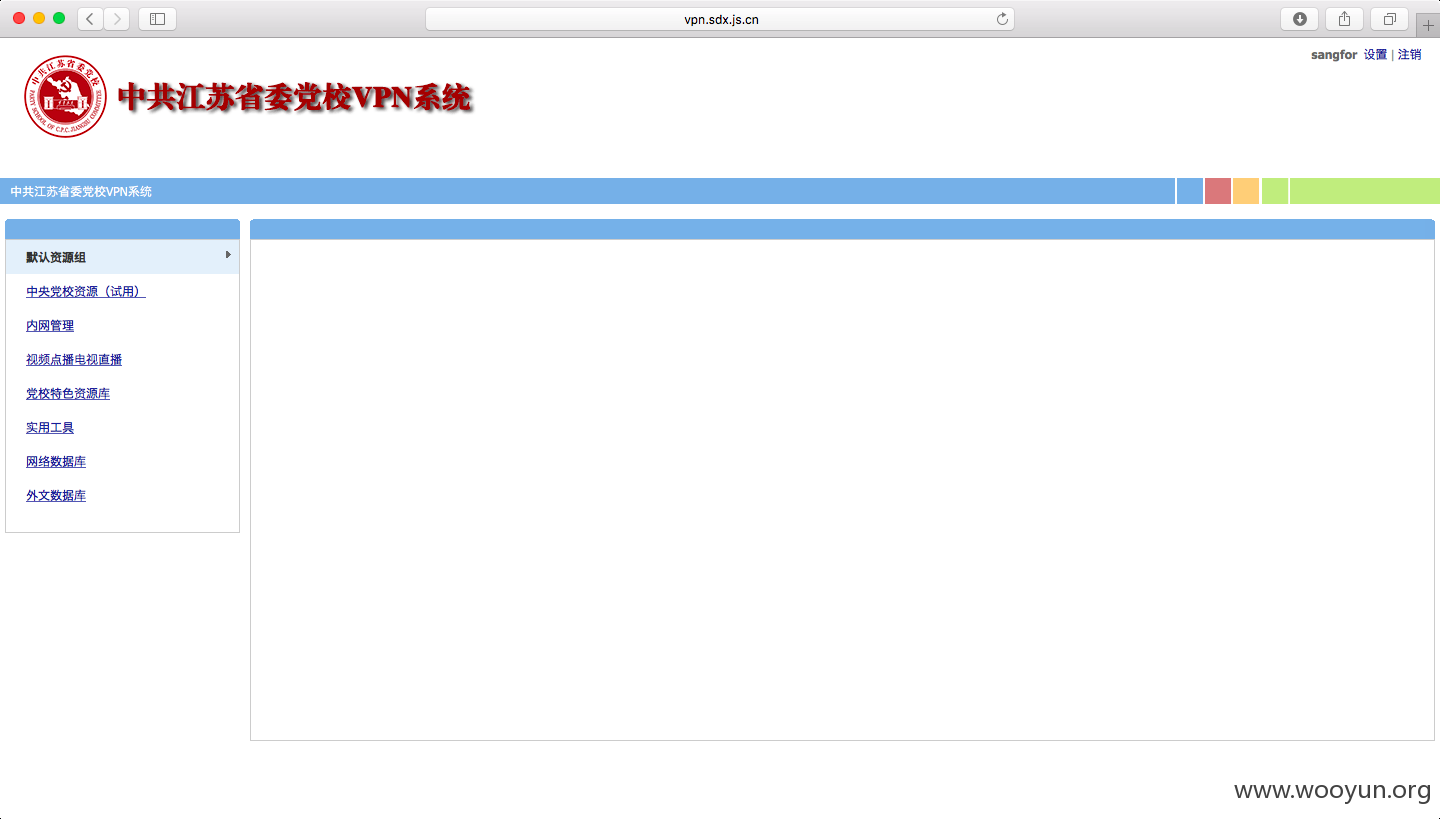 vpn.sdx.js.cn
sangfor 设置 | 注销
中共江苏省委党校
PARTY SCHOOL OF C.P.C. JIANGSU COMMITTEE
中共江苏省委党校VPN系统
中共江苏省委党校VPN系统
默认资源组
中央党校资源（试用）
内网管理
视频点播电视直播
党校特色资源库
实用工具
网络数据库
外文数据库
www.wooyun.org